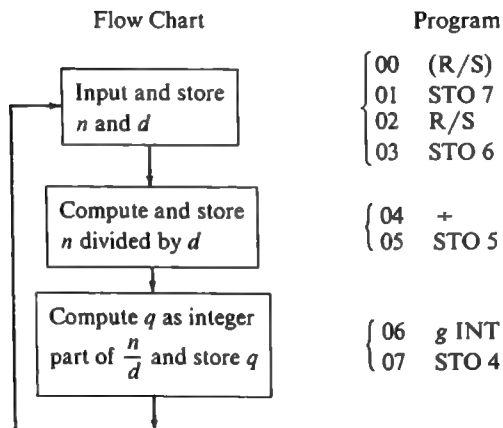 Flow Chart
Input and store
n and d
Compute and store
n divided by d
Compute q as integer
part of n/d and store q
Program
00 (R/S)
01 STO 7
02 R/S
03 STO 6
04 +
05 STO 5
06 g INT
07 STO 4